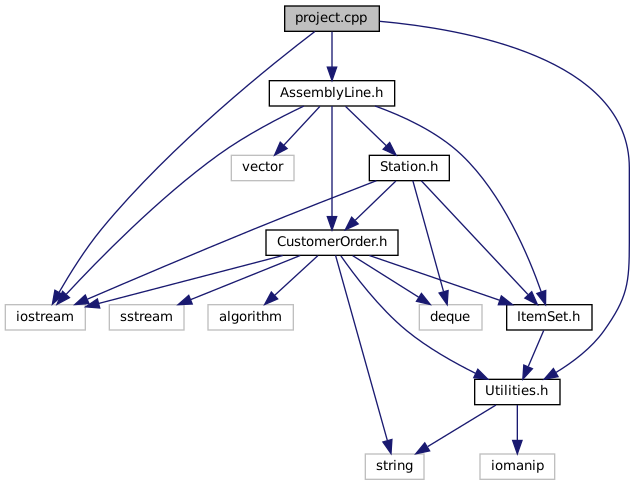 project.cpp
AssemblyLine.h
vector
Station.h
CustomerOrder.h
iostream
sstream
algorithm
deque
ItemSet.h
Utilities.h
string
iomanip